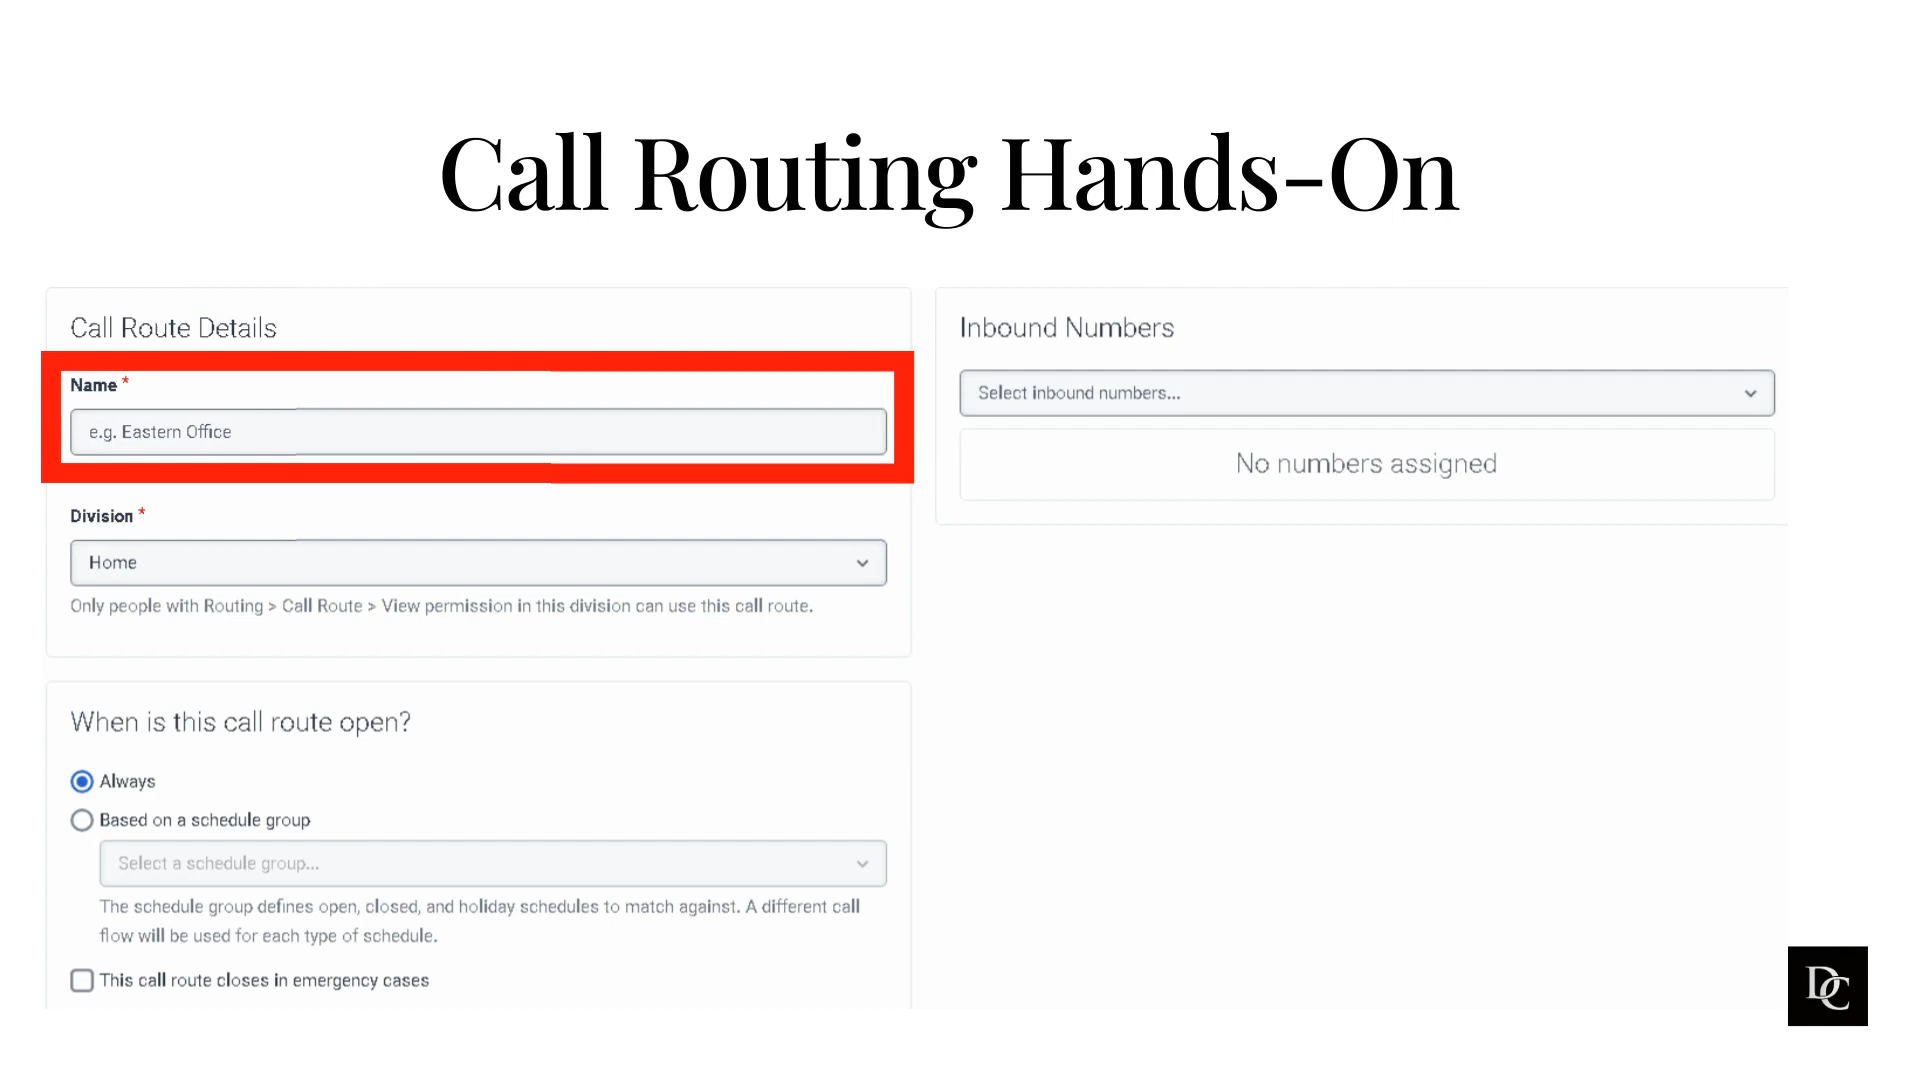 Call Routing Hands-On
Call Route Details
Name *
e.g. Eastern Office
Division *
Home
Only people with Routing > Call Route > View permission in this division can use this call route.
When is this call route open?
Always
Based on a schedule group
Select a schedule group...
The schedule group defines open, closed, and holiday schedules to match against. A different call
flow will be used for each type of schedule.
This call route closes in emergency cases
Inbound Numbers
Select inbound numbers...
No numbers assigned
DC